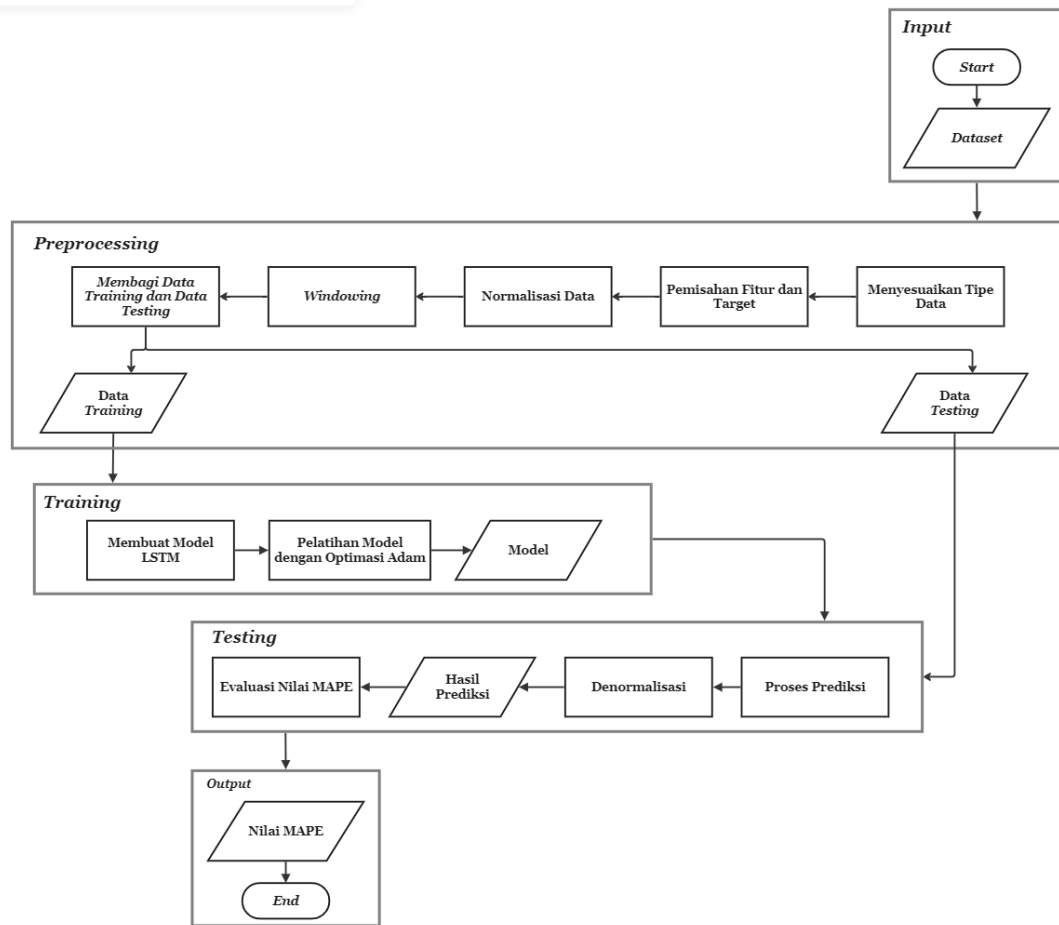 Input
Start
Dataset
Preprocessing
Membagi Data
Training dan Data
Testing
Windowing
Normalisasi Data
Pemisahan Fitur dan
Target
Menyesuaikan Tipe
Data
Data
Training
Data
Testing
Training
Membuat Model
LSTM
Pelatihan Model
dengan Optimasi Adam
Model
Testing
Evaluasi Nilai MAPE
Hasil
Prediksi
Denormalisasi
Proses Prediksi
Output
Nilai MAPE
End